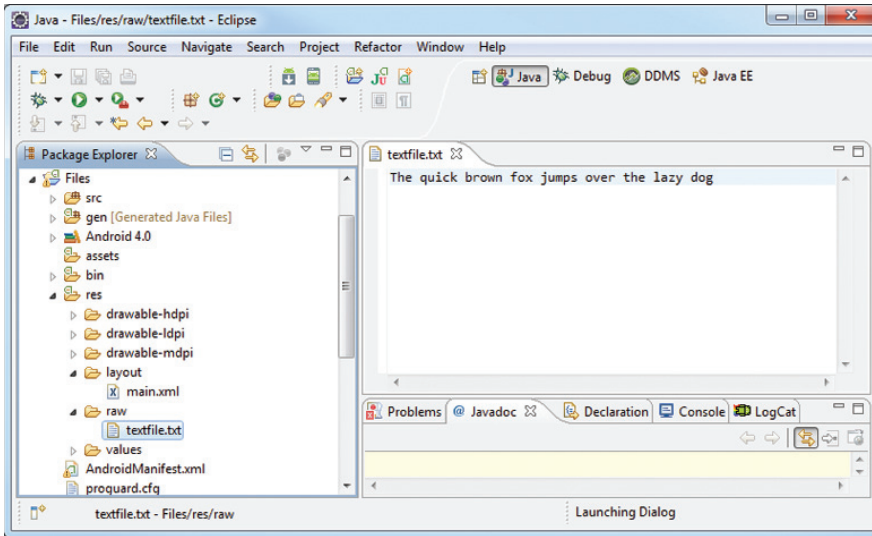 Java - Files/res/raw/textfile.txt - Eclipse
File Edit Run Source Navigate Search Project Refactor Window Help
Java Debug DDMS Java EE
Package Explorer
Files
src
gen [Generated Java Files]
Android 4.0
assets
bin
res
drawable-hdpi
drawable-ldpi
drawable-mdpi
layout
main.xml
raw
textfile.txt
values
AndroidManifest.xml
proguard.cfg
textfile.txt
The quick brown fox jumps over the lazy dog
Problems @ Javadoc Declaration Console LogCat
textfile.txt - Files/res/raw
Launching Dialog